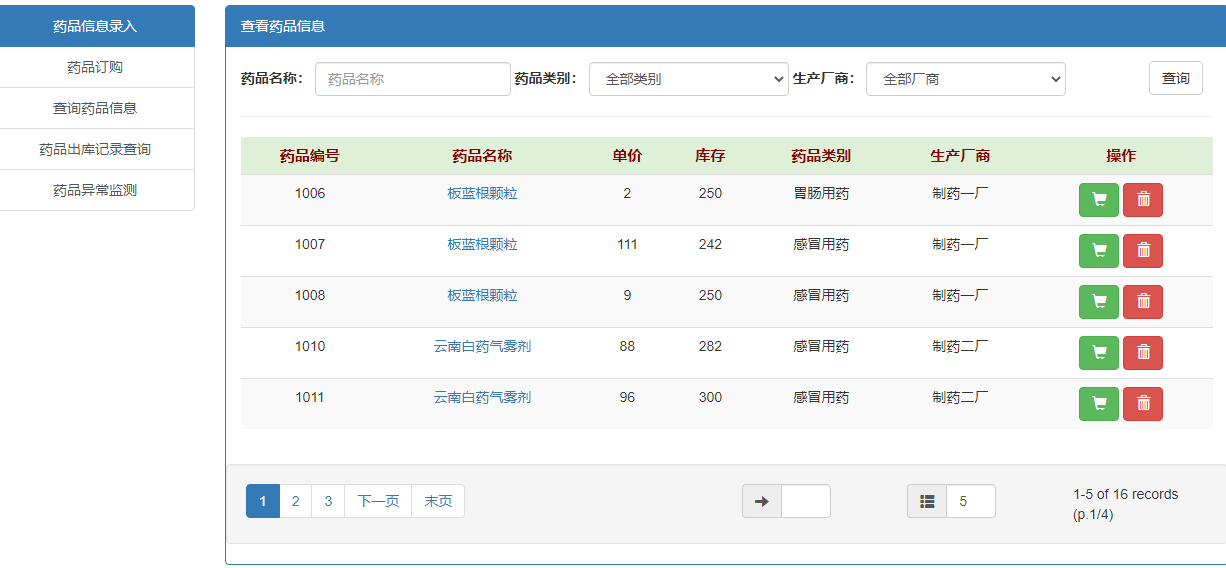 药品信息录入
药品订购
查询药品信息
药品出库记录查询
药品异常监测
查看药品信息
药品名称: 药品名称 药品类别: 全部类别 生产厂商: 全部厂商 查询
药品编号 药品名称 单价 库存 药品类别 生产厂商 操作
1006 板蓝根颗粒 2 250 胃肠用药 制药一厂
1007 板蓝根颗粒 111 242 感冒用药 制药一厂
1008 板蓝根颗粒 9 250 感冒用药 制药一厂
1010 云南白药气雾剂 88 282 感冒用药 制药二厂
1011 云南白药气雾剂 96 300 感冒用药 制药二厂
1 2 3 下一页 末页 5 1-5 of 16 records
(p.1/4)